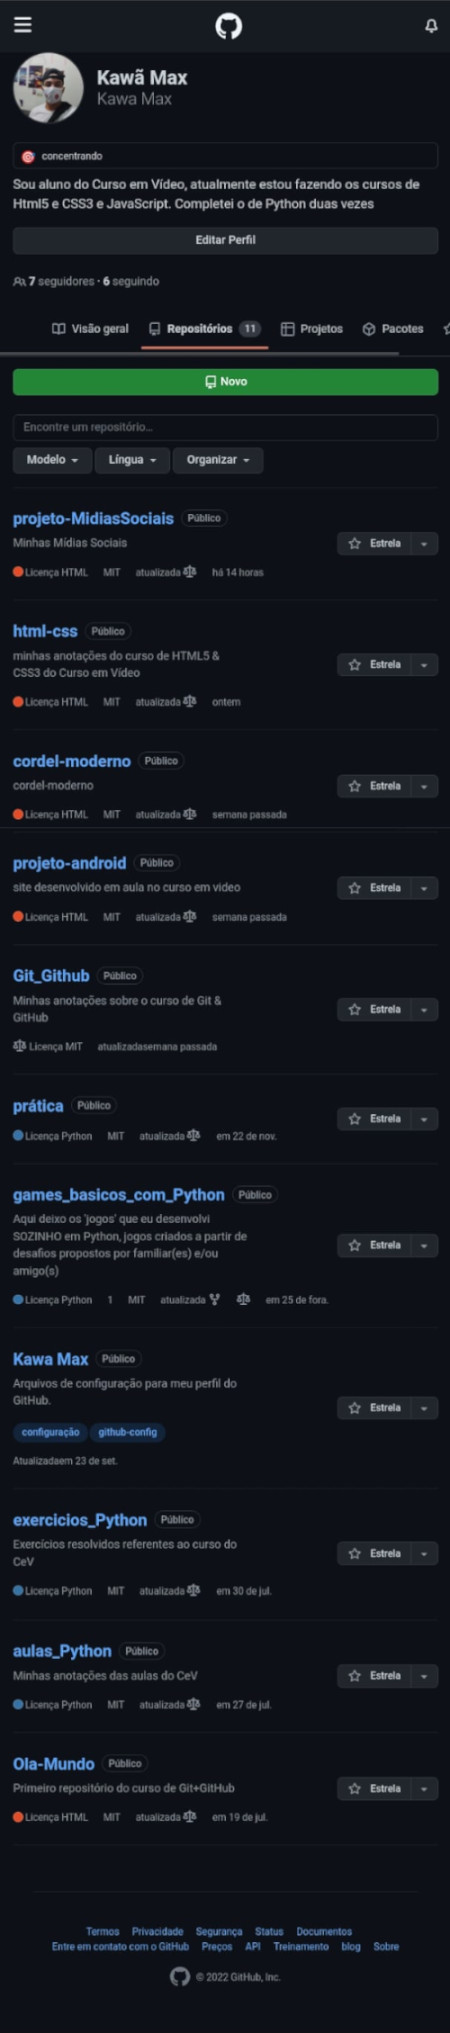 Kawã Max
Kawa Max
concentrando
Sou aluno do Curso em Vídeo, atualmente estou fazendo os cursos de
Html5 e CSS3 e JavaScript. Completei o de Python duas vezes
Editar Perfil
7 seguidores · 6 seguindo
Visão geral Repositórios 11 Projetos Pacotes
Novo
Encontre um repositório...
Modelo Língua Organizar
projeto-MidiasSociais Público
Minhas Mídias Sociais
Estrela
Licença HTML MIT atualizada há 14 horas
html-css Público
minhas anotações do curso de HTML5 &
CSS3 do Curso em Vídeo
Estrela
Licença HTML MIT atualizada ontem
cordel-moderno Público
cordel-moderno
Estrela
Licença HTML MIT atualizada semana passada
projeto-android Público
site desenvolvido em aula no curso em video
Estrela
Licença HTML MIT atualizada semana passada
Git_Github Público
Minhas anotações sobre o curso de Git &
GitHub
Estrela
Licença MIT atualizadasemana passada
prática Público
Estrela
Licença Python MIT atualizada em 22 de nov.
games_basicos_com_Python Público
Aqui deixo os 'jogos' que eu desenvolvi
SOZINHO em Python, jogos criados a partir de
desafios propostos por familiar(es) e/ou
amigo(s)
Estrela
Licença Python 1 MIT atualizada em 25 de fora.
Kawa Max Público
Arquivos de configuração para meu perfil do
GitHub.
Estrela
configuração github-config
Atualizadaem 23 de set.
exercicios_Python Público
Exercícios resolvidos referentes ao curso do
CeV
Estrela
Licença Python MIT atualizada em 30 de jul.
aulas_Python Público
Minhas anotações das aulas do CeV
Estrela
Licença Python MIT atualizada em 27 de jul.
Ola-Mundo Público
Primeiro repositório do curso de Git+GitHub
Estrela
Licença HTML MIT atualizada em 19 de jul.
Termos Privacidade Segurança Status Documentos
Entre em contato com o GitHub Preços API Treinamento blog Sobre
© 2022 GitHub, Inc.